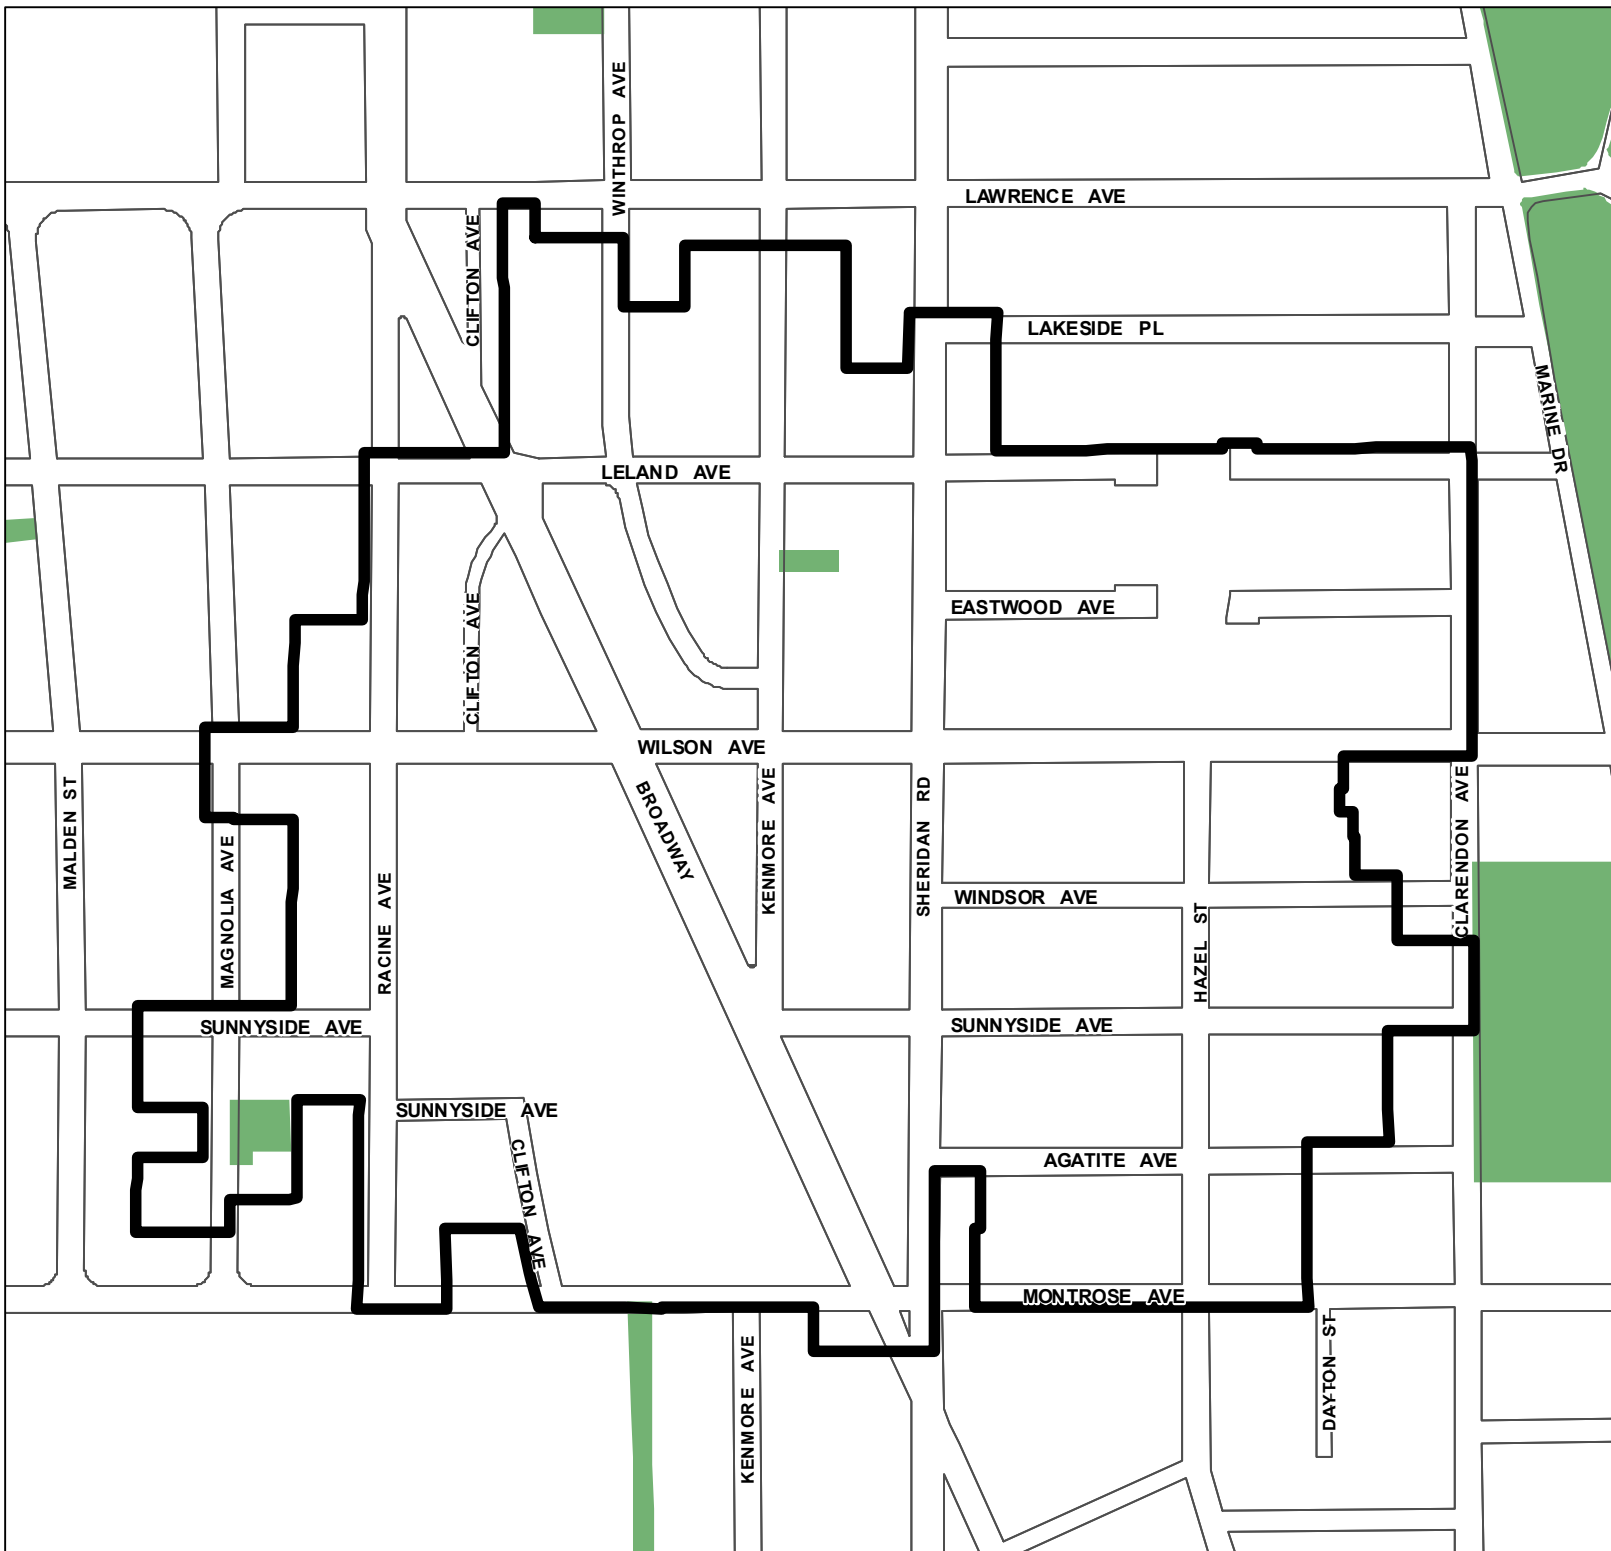 WINTHROP AVE
LAWRENCE AVE
CLIFTON AVE
LAKESIDE PL
MARINE DR
LELAND AVE
EASTWOOD AVE
CLIFTON AVE
WILSON AVE
MALDEN ST
MAGNOLIA AVE
RACINE AVE
BROADWAY
KENMORE AVE
SHERIDAN RD
CLARENDON AVE
WINDSOR AVE
HAZEL ST
SUNNYSIDE AVE
SUNNYSIDE AVE
SUNNYSIDE AVE
CLIFTON AVE
AGATITE AVE
MONTROSE AVE
KENMORE AVE
DAYTON ST